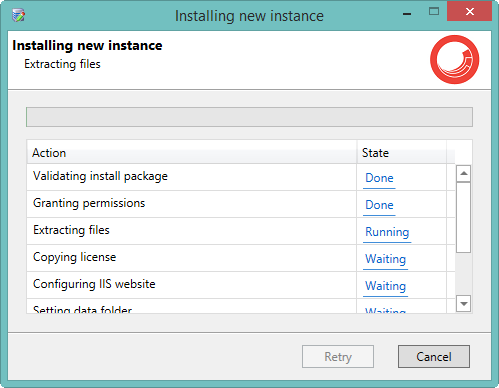 Installing new instance
Installing new instance
Extracting files
Action State
Validating install package Done
Granting permissions Done
Extracting files Running
Copying license Waiting
Configuring IIS website Waiting
Setting data folder Waiting
Retry Cancel